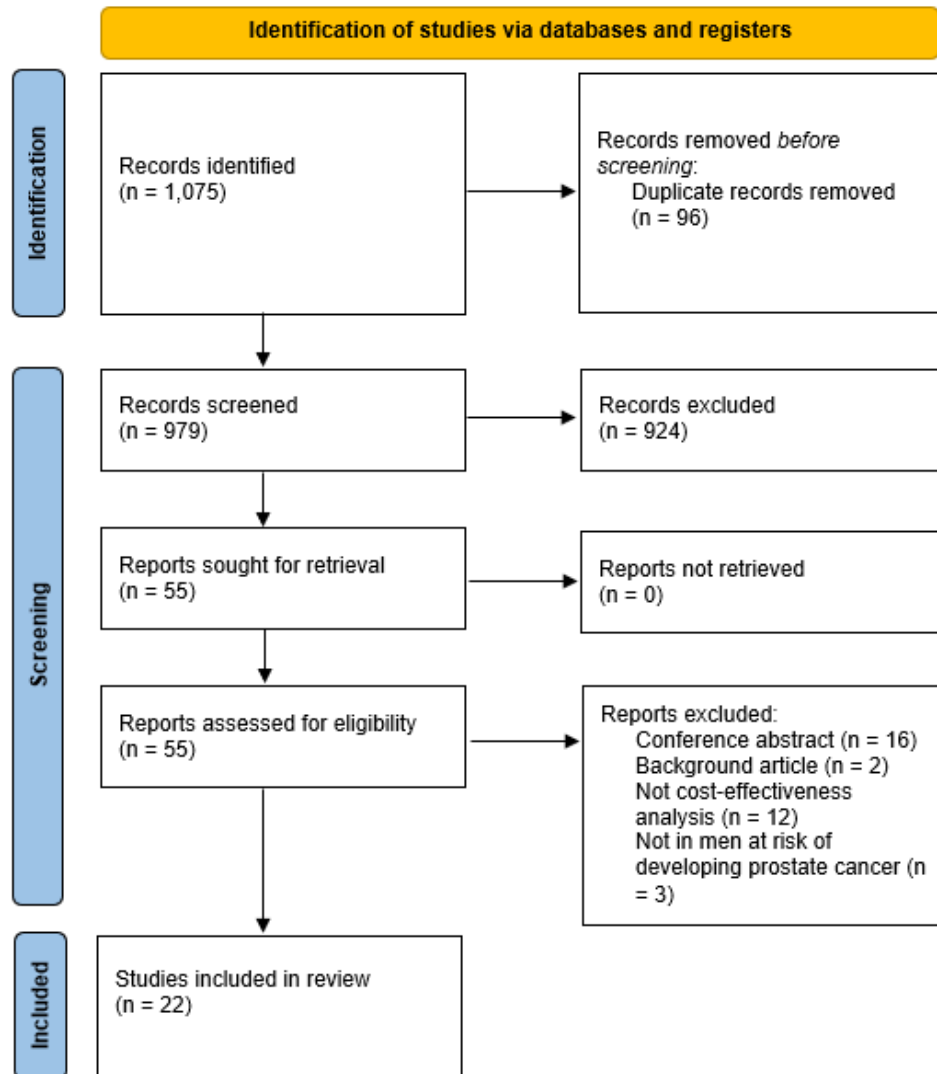 Identification of studies via databases and registers
Identification
Records identified
(n = 1,075)
Records removed before
screening:
Duplicate records removed
(n = 96)
Screening
Records screened
(n = 979)
Records excluded
(n = 924)
Reports sought for retrieval
(n = 55)
Reports not retrieved
(n = 0)
Reports assessed for eligibility
(n = 55)
Reports excluded:
Conference abstract (n = 16)
Background article (n = 2)
Not cost-effectiveness
analysis (n = 12)
Not in men at risk of
developing prostate cancer (n
= 3)
Included
Studies included in review
(n = 22)